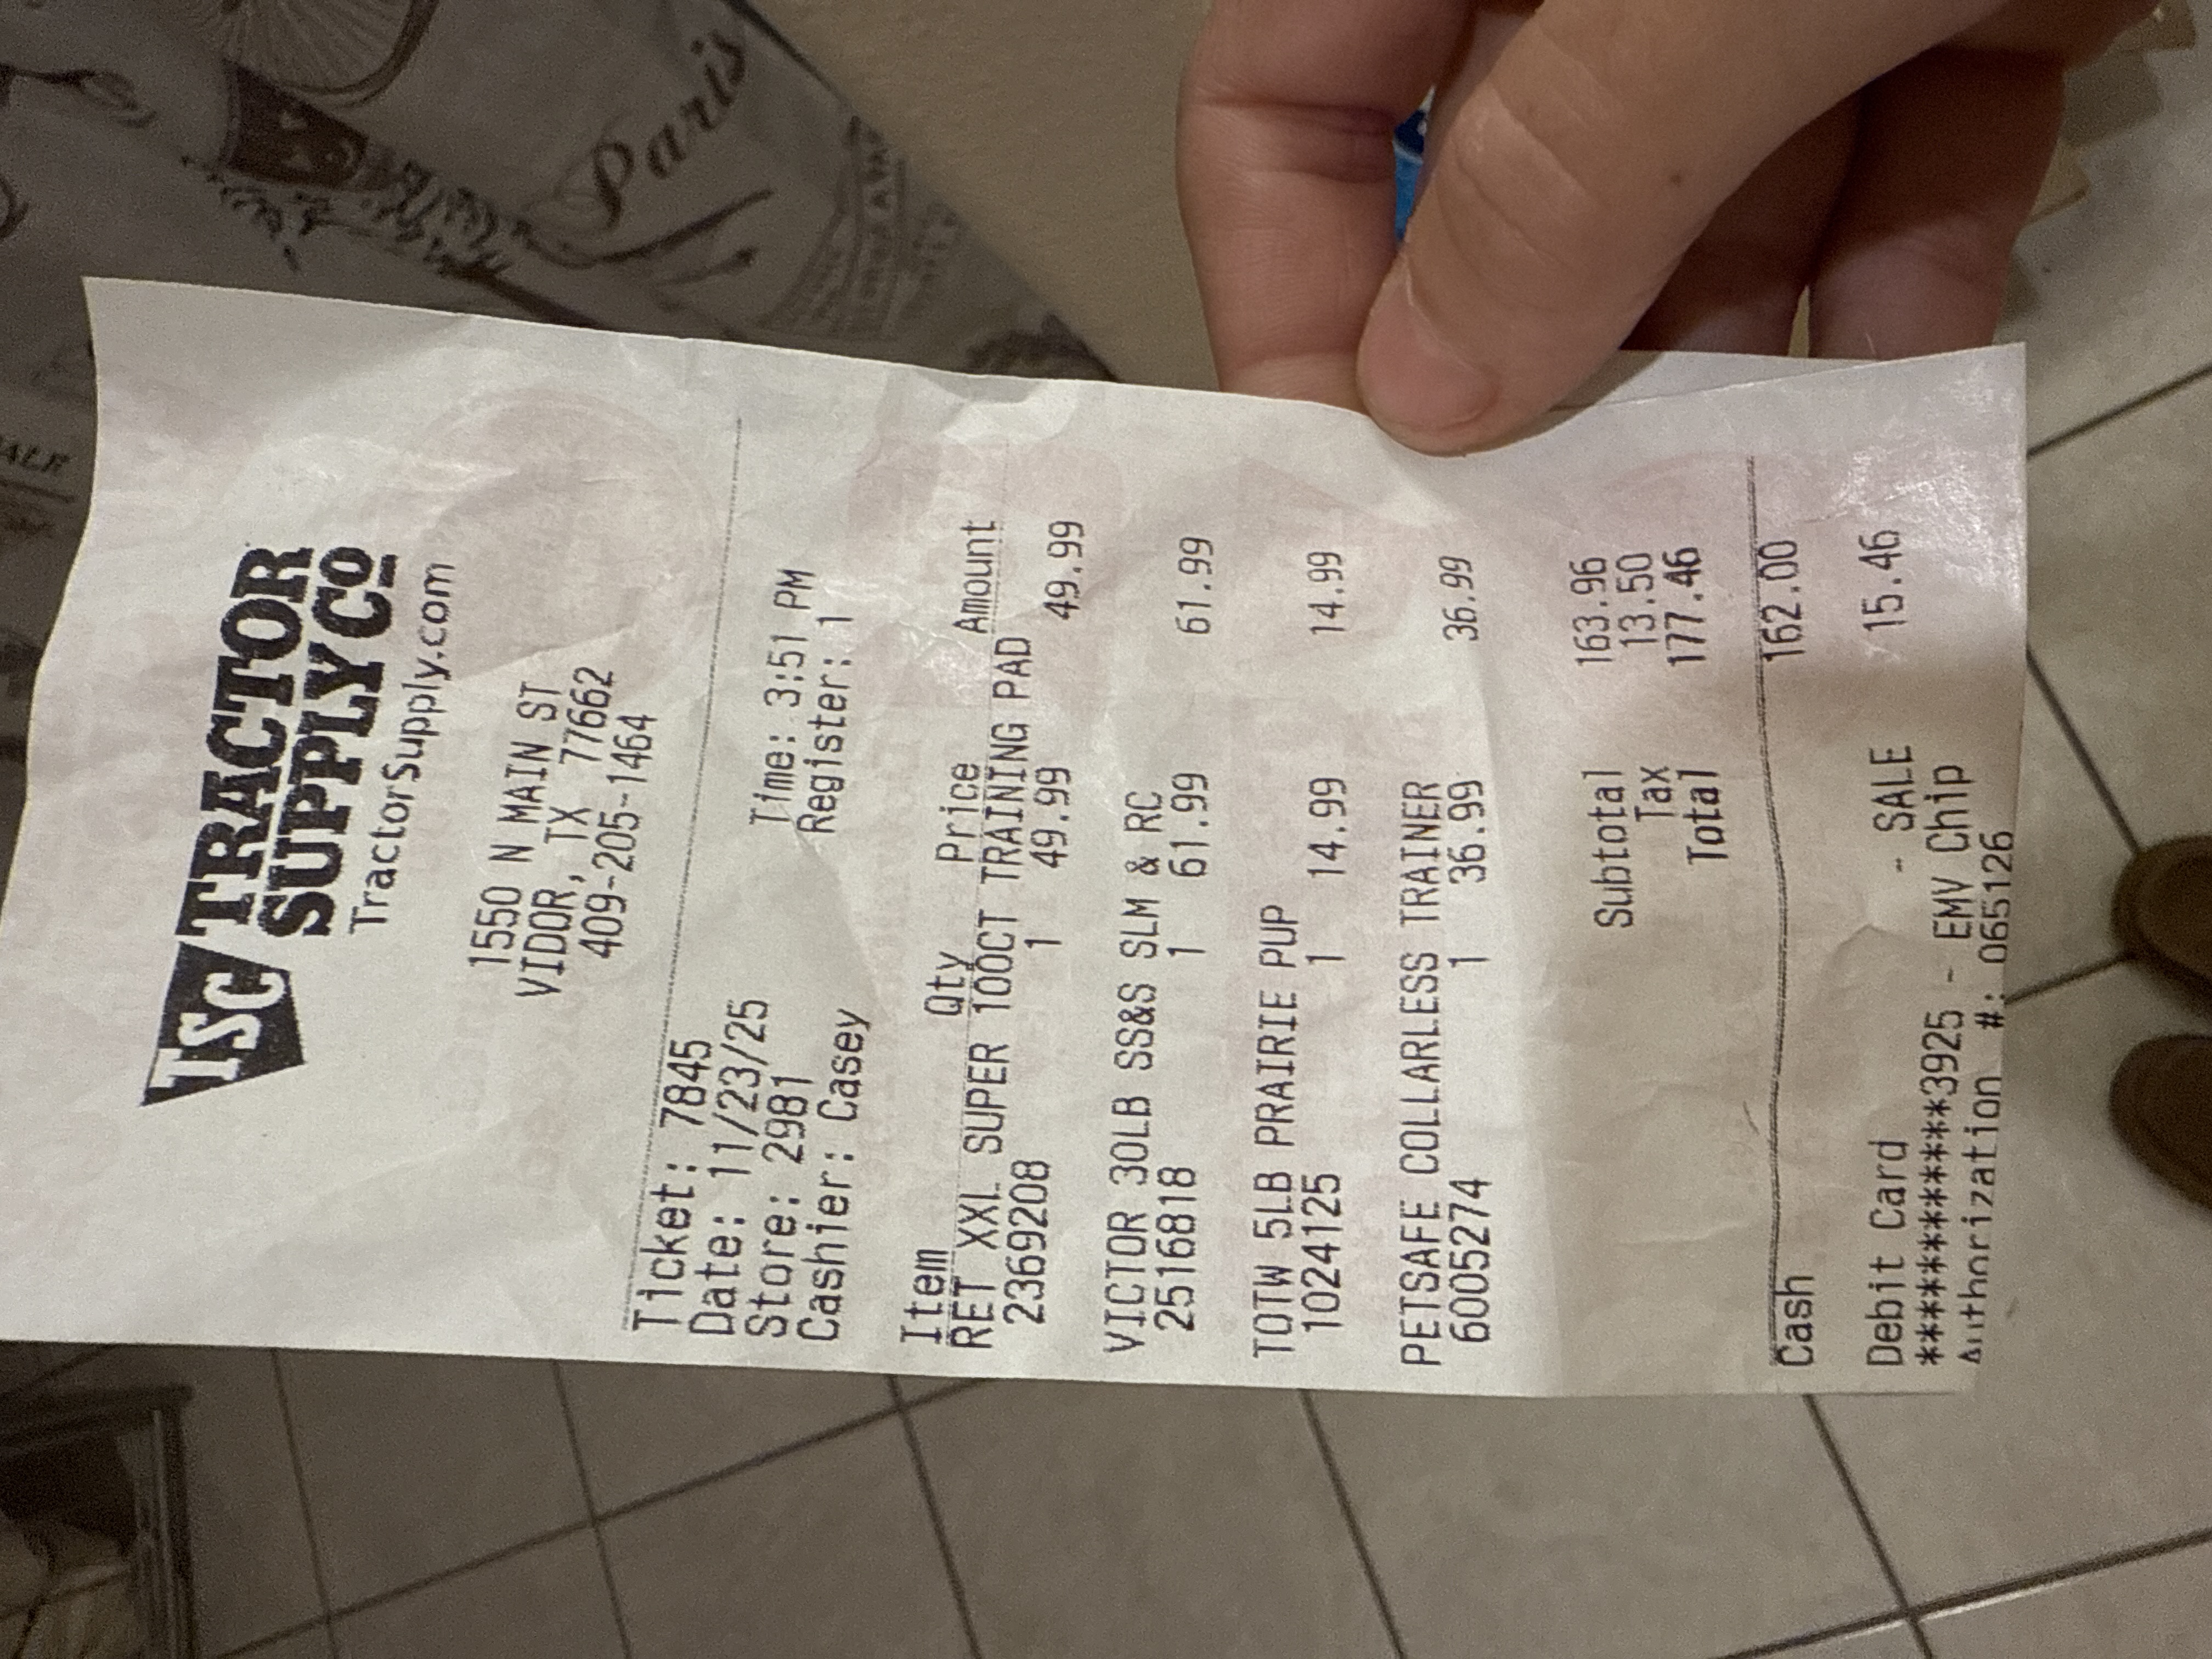 TSC TRACTOR
SUPPLY CO
TractorSupply.com
1550 N MAIN ST
VIDOR, TX 77662
409-205-1464
Ticket: 7845
Date: 11/23/25 Time: 3:51 PM
Store: 2981 Register: 1
Cashier: Casey
Item Qty Price Amount
RET XXL SUPER 100CT TRAINING PAD
2369208 1 49.99 49.99
VICTOR 30LB SS&S SLM & RC
2516818 1 61.99 61.99
TOTW 5LB PRAIRIE PUP
1024125 1 14.99 14.99
PETSAFE COLLARLESS TRAINER
6005274 1 36.99 36.99
Subtotal 163.96
Tax 13.50
Total 177.46
Cash 162.00
Debit Card - SALE 15.46
************3925 - EMV Chip
Authorization #: 065126
Paris